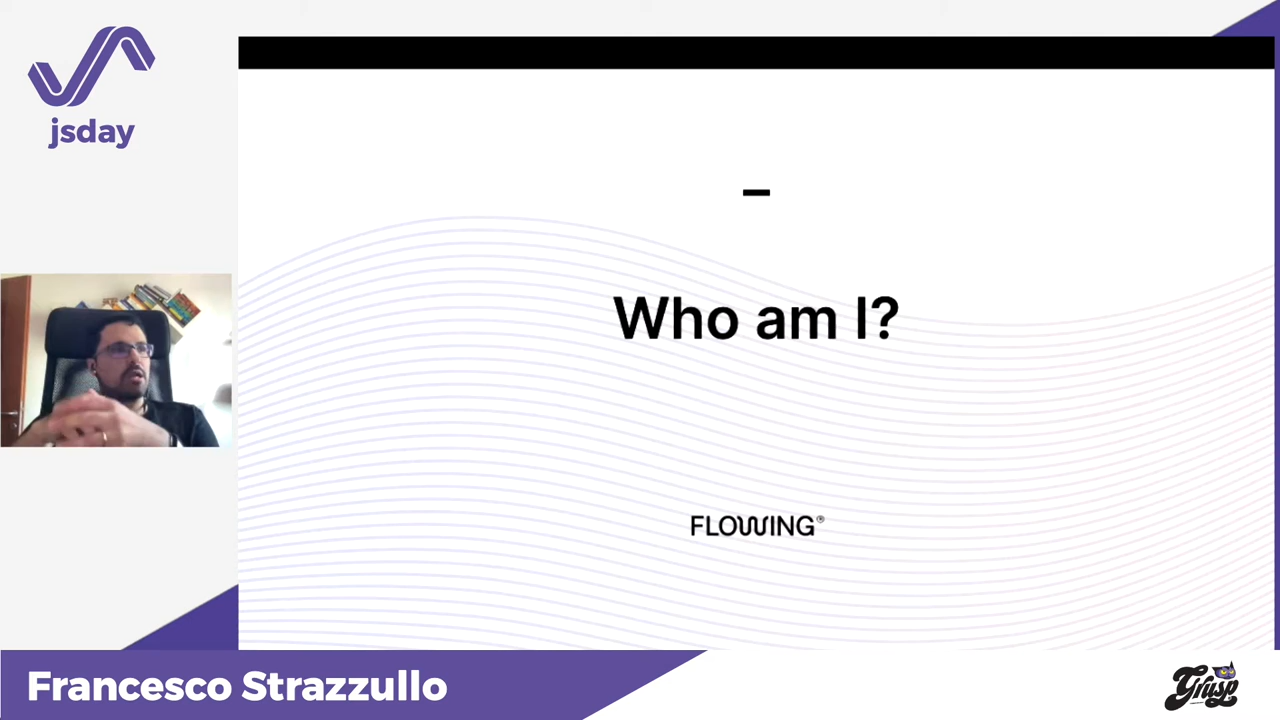 jsday
–
Who am I?
FLOWING®
Francesco Strazzullo
Grusp